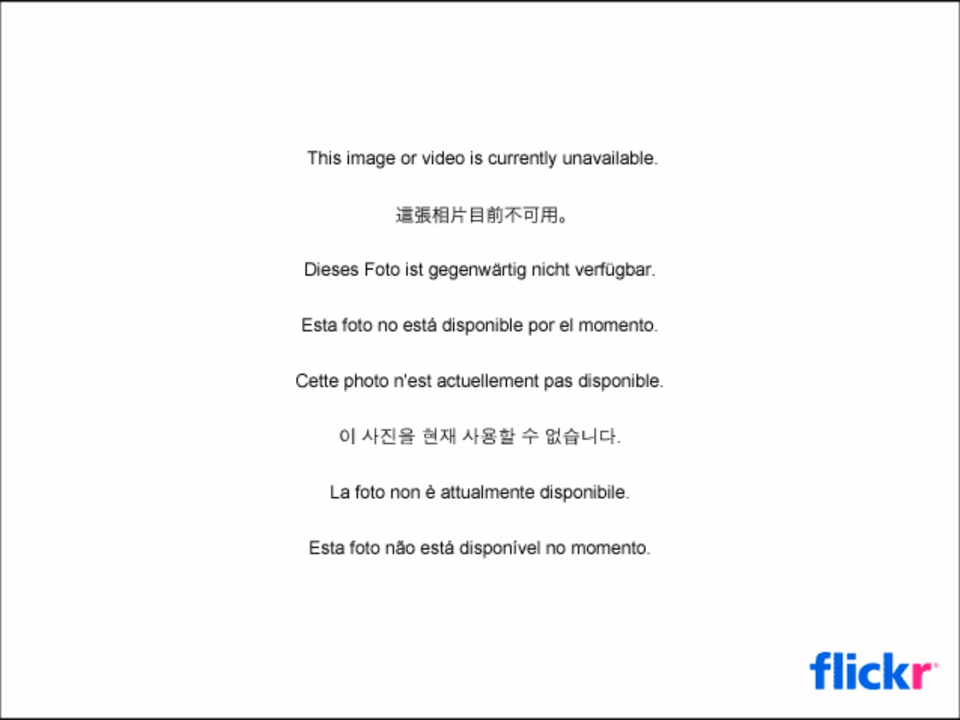 This image or video is currently unavailable.
這張相片目前不可用。
Dieses Foto ist gegenwärtig nicht verfügbar.
Esta foto no está disponible por el momento.
Cette photo n'est actuellement pas disponible.
이 사진을 현재 사용할 수 없습니다.
La foto non è attualmente disponibile.
Esta foto não está disponível no momento.
flickr